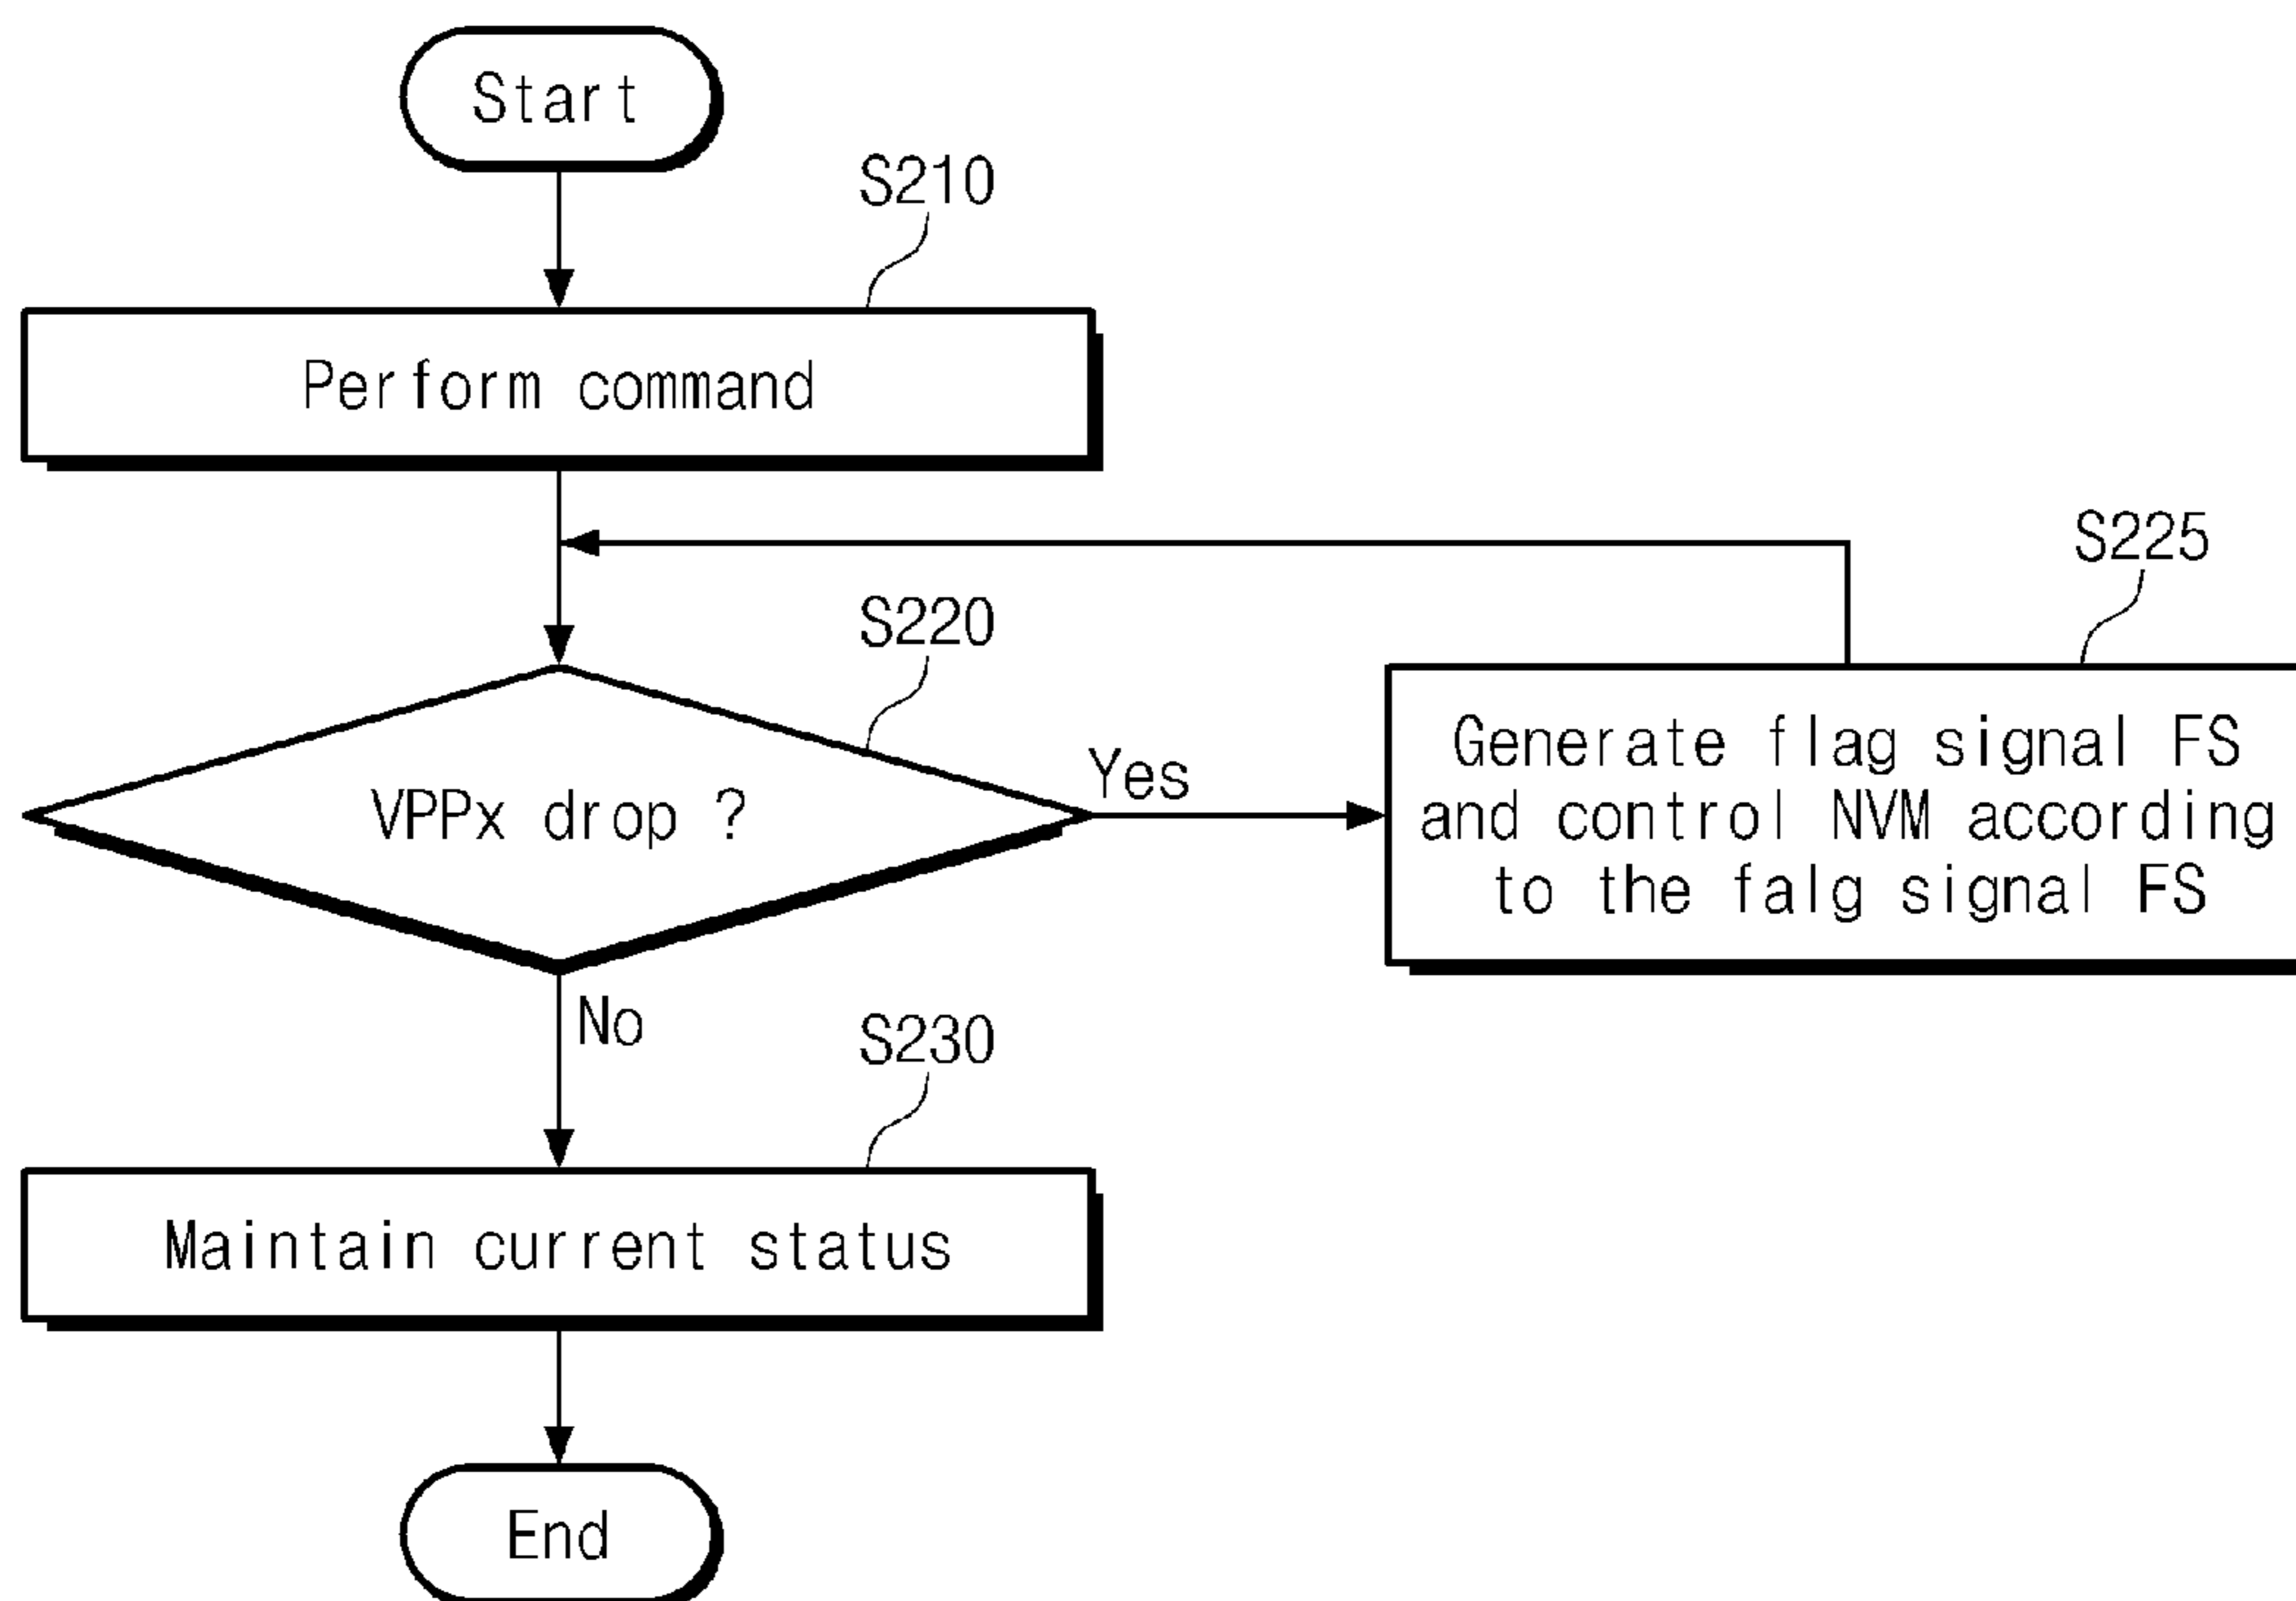 Start
S210
Perform command
S220
VPPx drop ?
Yes
S225
Generate flag signal FS
and control NVM according
to the falg signal FS
No
S230
Maintain current status
End